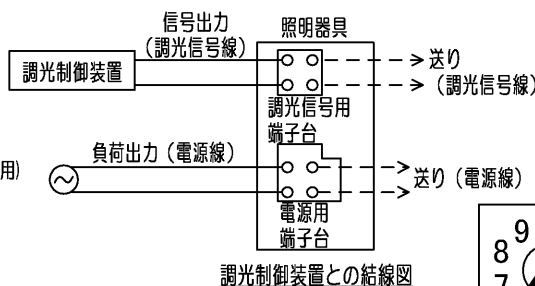 信号出力
(調光信号線)
照明器具
調光制御装置
送り
(調光信号線)
調光信号用
端子台
用)
負荷出力(電源線)
送り(電源線)
電源用
端子台
調光制御装置との結線図
9
8
7